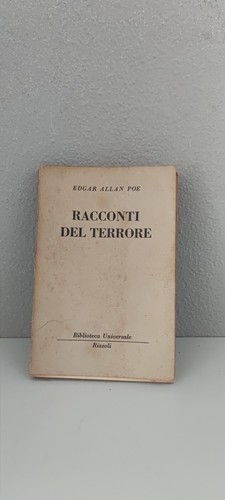 EDGAR ALLAN POE
RACCONTI
DEL TERRORE
Biblioteca Universale
Rizzoli